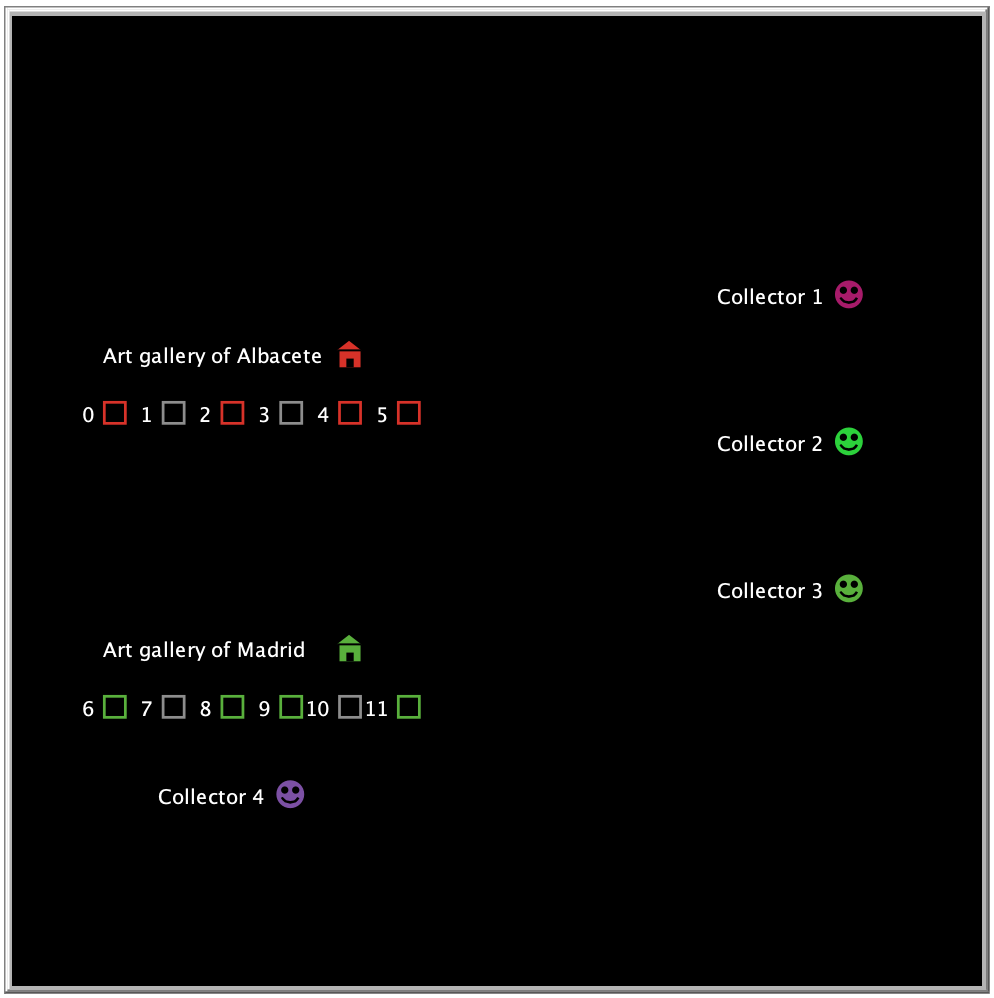 Collector 1
Art gallery of Albacete
0 1 2 3 4 5
Collector 2
Collector 3
Art gallery of Madrid
6 7 8 9 10 11
Collector 4